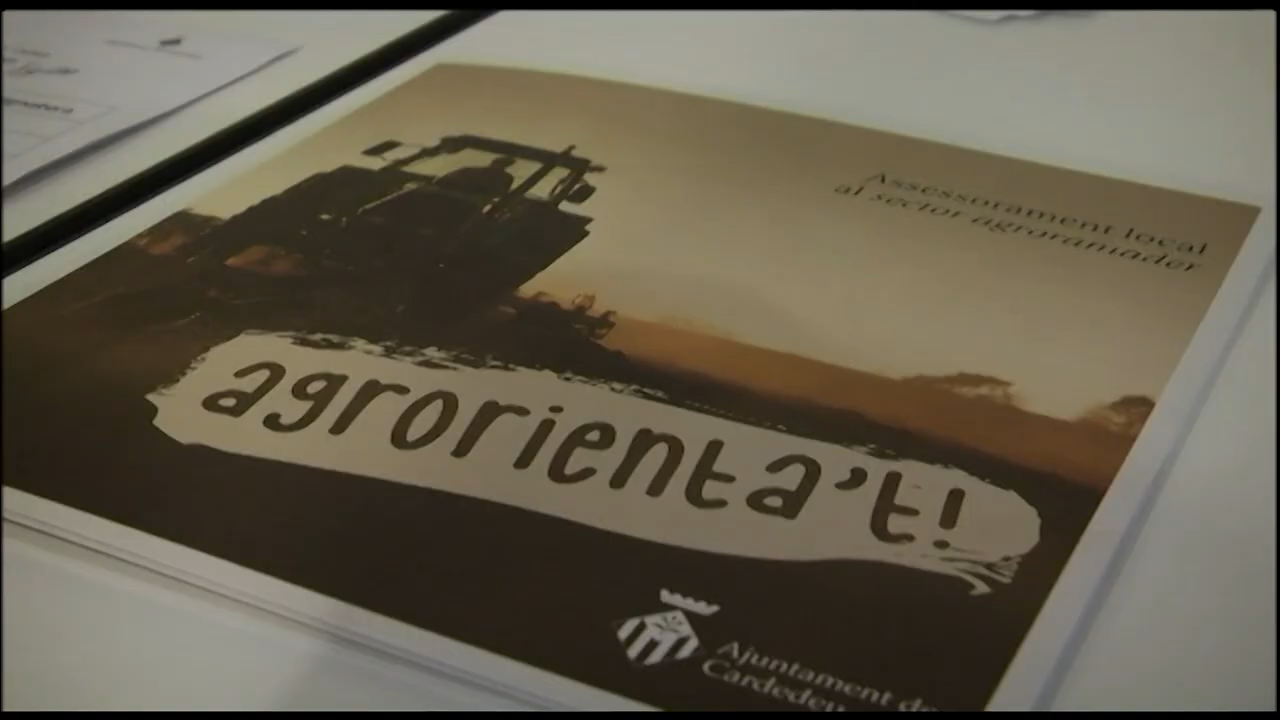 Assessorament local
al sector agroramader
agrorienta't!
Ajuntament de
Cardedeu